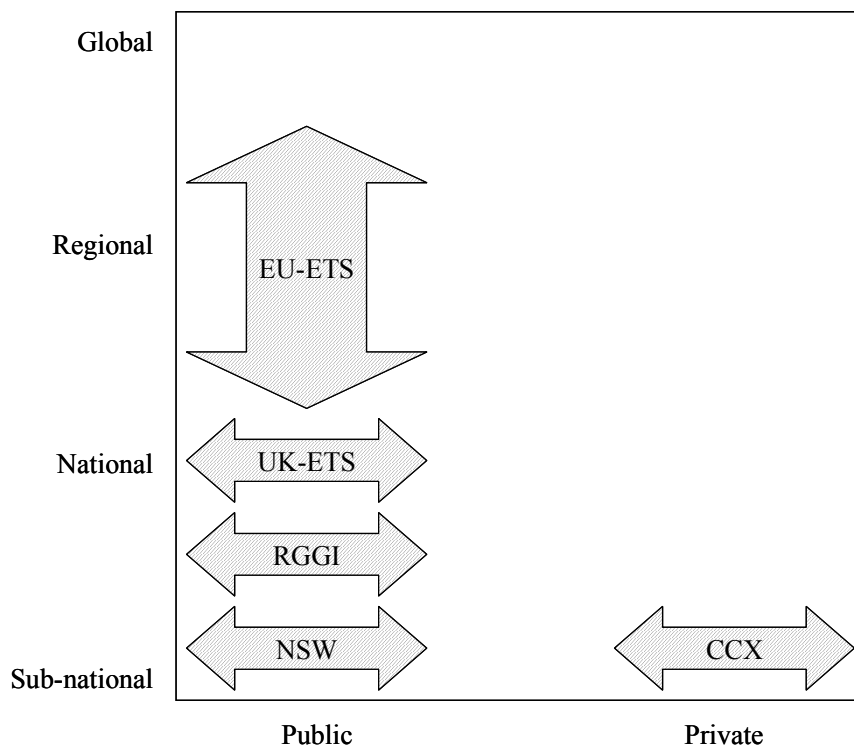 Global
Regional
EU-ETS
National
UK-ETS
RGGI
NSW
CCX
Sub-national
Public
Private